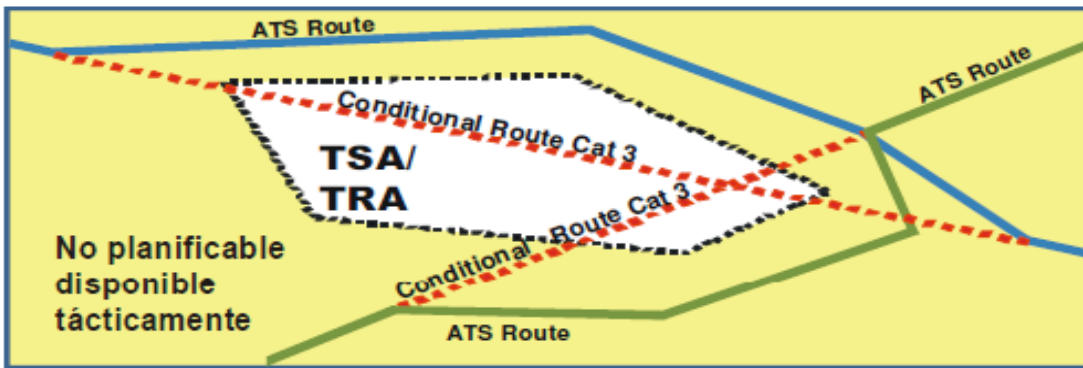 ATS Route
ATS Route
Conditional Route Cat 3
TSA/
TRA
Conditional Route Cat 3
No planificable
disponible
tácticamente
ATS Route